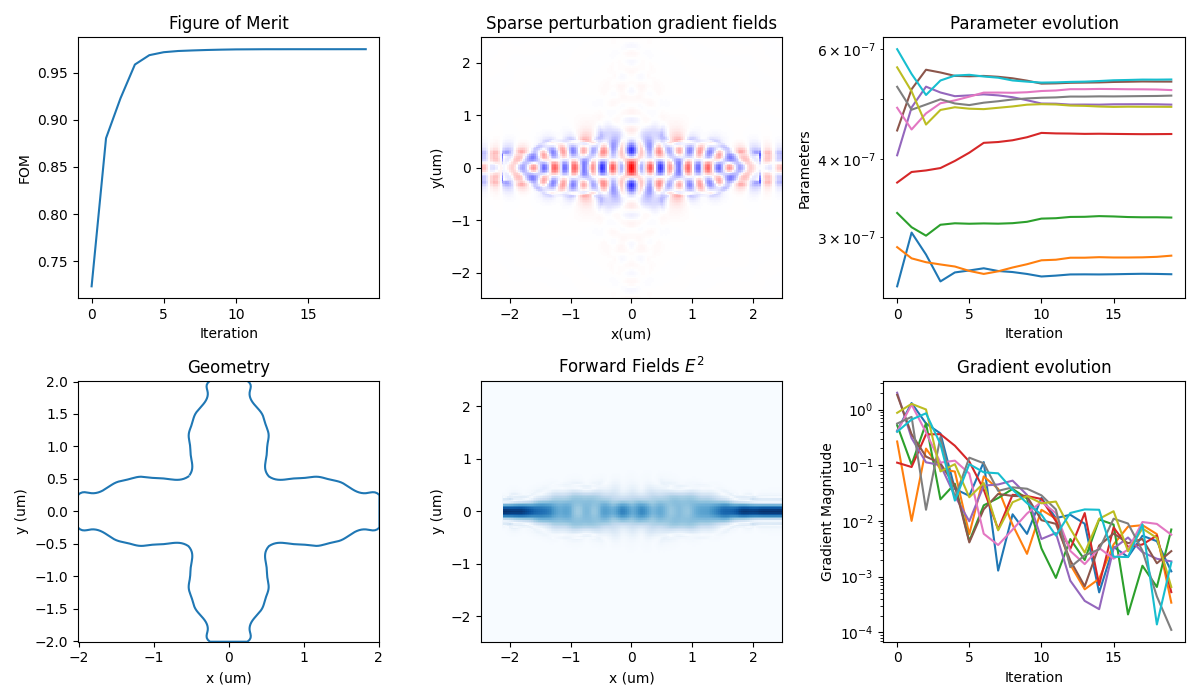 Figure of Merit
FOM
0.95
0.90
0.85
0.80
0.75
0 5 10 15
Iteration
Sparse perturbation gradient fields
y(um)
2
1
0
−1
−2
−2 −1 0 1 2
x(um)
Parameter evolution
Parameters
6 × 10⁻⁷
4 × 10⁻⁷
3 × 10⁻⁷
0 5 10 15
Iteration
Geometry
y (um)
2.0
1.5
1.0
0.5
0.0
−0.5
−1.0
−1.5
−2.0
−2 −1 0 1 2
x (um)
Forward Fields E²
y (um)
2
1
0
−1
−2
−2 −1 0 1 2
x (um)
Gradient evolution
Gradient Magnitude
10⁰
10⁻¹
10⁻²
10⁻³
10⁻⁴
0 5 10 15
Iteration